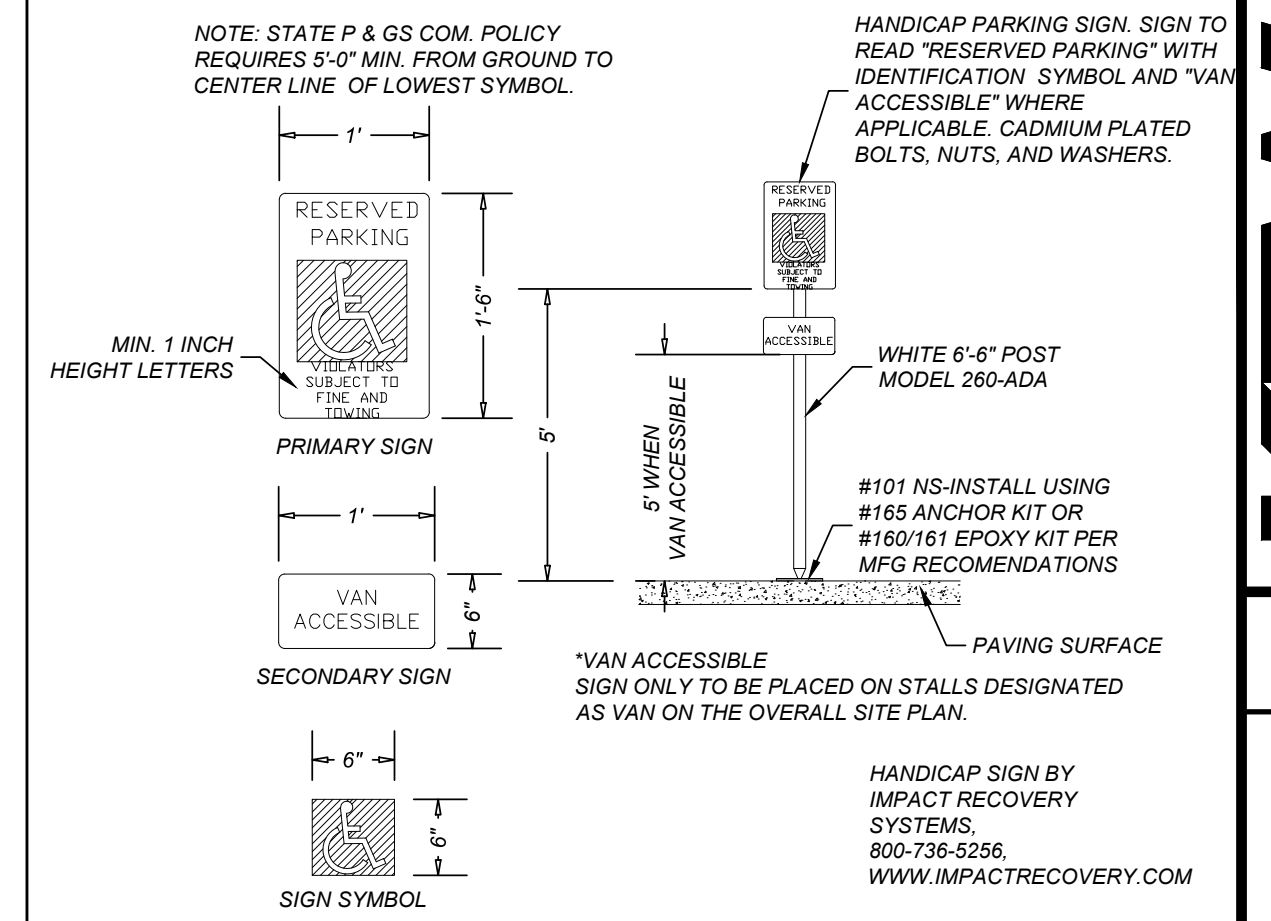 NOTE: STATE P & GS COM. POLICY
REQUIRES 5'-0" MIN. FROM GROUND TO
CENTER LINE OF LOWEST SYMBOL.
HANDICAP PARKING SIGN. SIGN TO
READ "RESERVED PARKING" WITH
IDENTIFICATION SYMBOL AND "VAN
ACCESSIBLE" WHERE
APPLICABLE. CADMIUM PLATED
BOLTS, NUTS, AND WASHERS.
1'
RESERVED
PARKING
VIOLATORS
SUBJECT TO
FINE AND
TOWING
1'-6"
MIN. 1 INCH
HEIGHT LETTERS
PRIMARY SIGN
RESERVED
PARKING
VIOLATORS
SUBJECT TO
FINE AND
TOWING
VAN
ACCESSIBLE
5'
5' WHEN
VAN ACCESSIBLE
WHITE 6'-6" POST
MODEL 260-ADA
#101 NS-INSTALL USING
#165 ANCHOR KIT OR
#160/161 EPOXY KIT PER
MFG RECOMENDATIONS
PAVING SURFACE
1'
VAN
ACCESSIBLE
6"
SECONDARY SIGN
*VAN ACCESSIBLE
SIGN ONLY TO BE PLACED ON STALLS DESIGNATED
AS VAN ON THE OVERALL SITE PLAN.
6"
6"
SIGN SYMBOL
HANDICAP SIGN BY
IMPACT RECOVERY
SYSTEMS,
800-736-5256,
WWW.IMPACTRECOVERY.COM